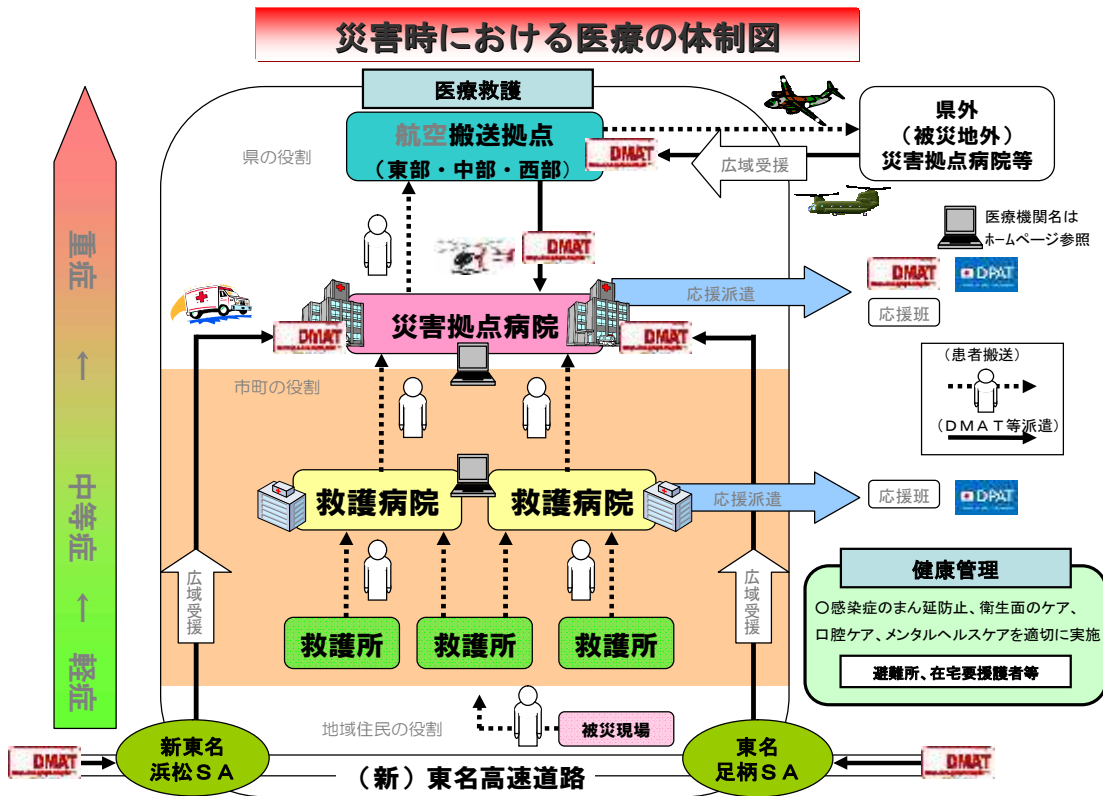 災害時における医療の体制図
医療救護
航空搬送拠点
（東部・中部・西部）
県の役割
DMAT
広域受援
県外
（被災地外）
災害拠点病院等
医療機関名は
ホームページ参照
DMAT
重症
←
中等症
←
軽症
災害拠点病院
DMAT
DMAT
応援派遣
DMAT
DPAT
応援班
（患者搬送）
（DMAT等派遣）
市町の役割
救護病院
救護病院
応援派遣
応援班
DPAT
広域受援
広域受援
救護所
救護所
救護所
健康管理
○感染症のまん延防止、衛生面のケア、
口腔ケア、メンタルヘルスケアを適切に実施
避難所、在宅要援護者等
地域住民の役割
被災現場
DMAT
新東名
浜松SA
（新）東名高速道路
東名
足柄SA
DMAT